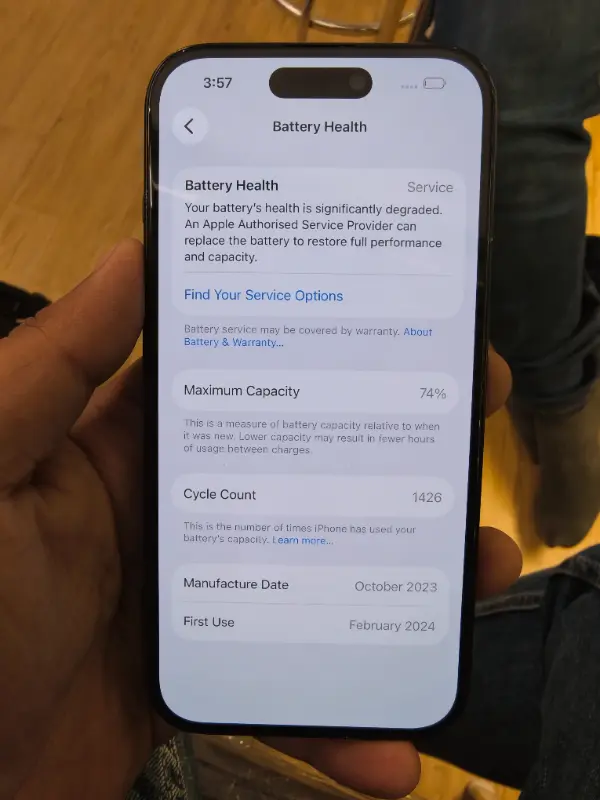 3:57
Battery Health
Battery Health Service
Your battery's health is significantly degraded.
An Apple Authorised Service Provider can
replace the battery to restore full performance
and capacity.
Find Your Service Options
Battery service may be covered by warranty. About
Battery & Warranty...
Maximum Capacity 74%
This is a measure of battery capacity relative to when
it was new. Lower capacity may result in fewer hours
of usage between charges.
Cycle Count 1426
This is the number of times iPhone has used your
battery's capacity. Learn more...
Manufacture Date October 2023
First Use February 2024